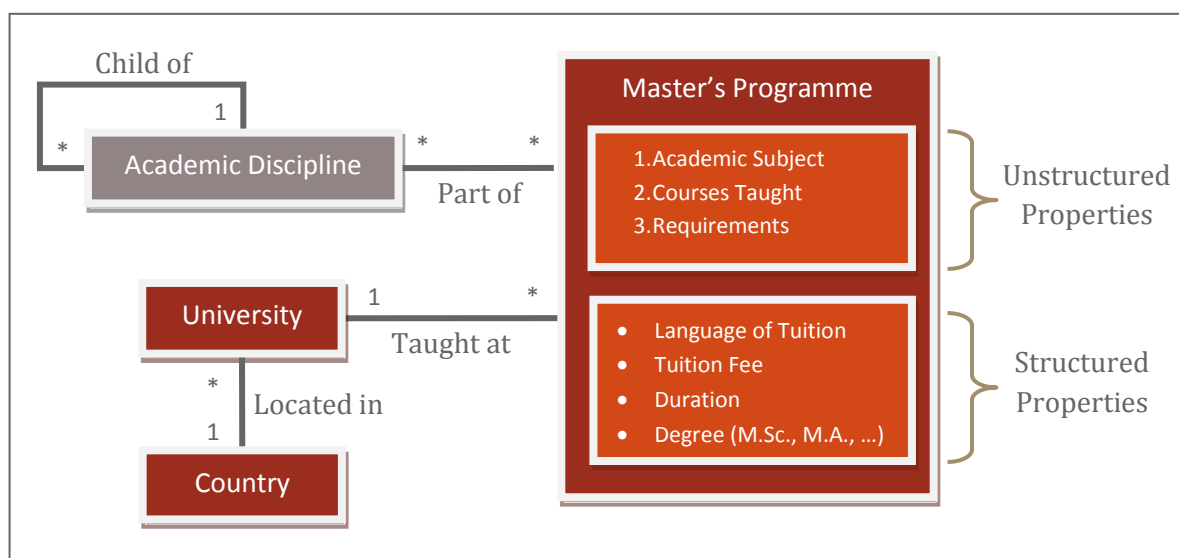 Child of
1
*
Academic Discipline
*
*
Part of
Master's Programme
1.Academic Subject
2.Courses Taught
3.Requirements
Unstructured
Properties
University
1
*
Taught at
*
Located in
1
Country
• Language of Tuition
• Tuition Fee
• Duration
• Degree (M.Sc., M.A., ...)
Structured
Properties